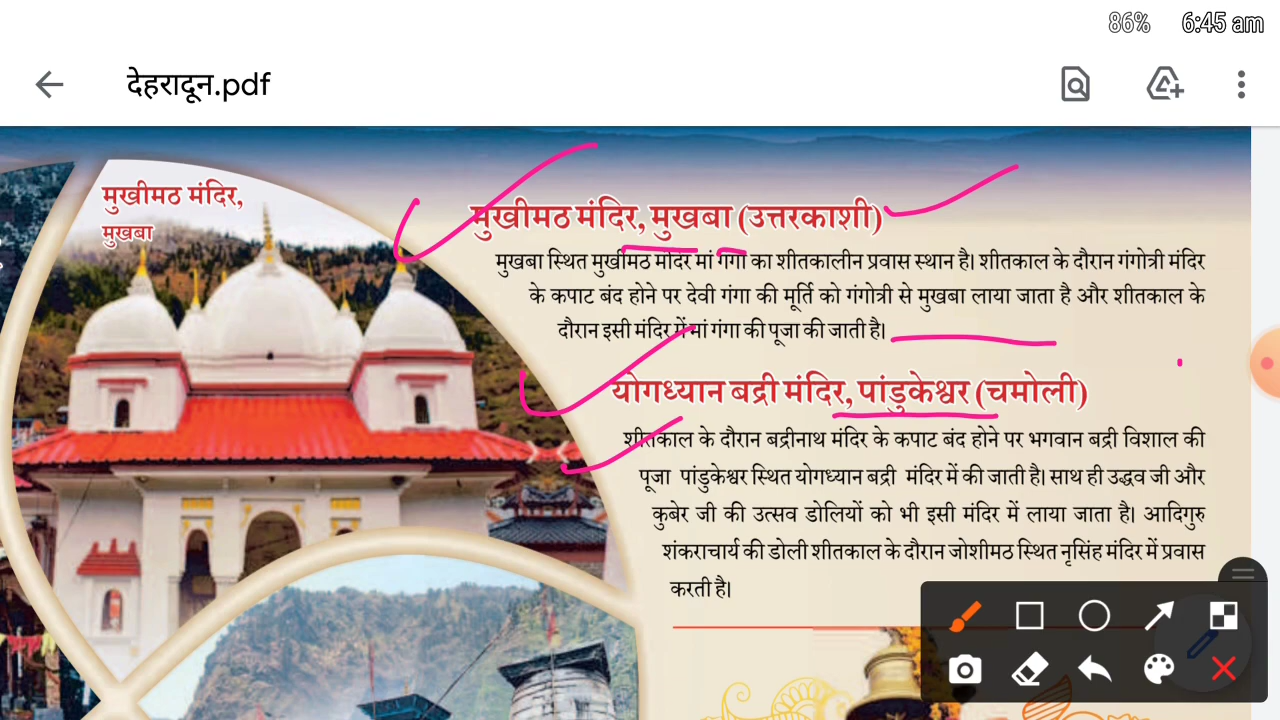 86% 6:45 am
देहरादून.pdf
मुखीमठ मंदिर,
मुखबा
मुखीमठ मंदिर, मुखबा (उत्तरकाशी)
मुखबा स्थित मुखीमठ मंदिर मां गंगा का शीतकालीन प्रवास स्थान है। शीतकाल के दौरान गंगोत्री मंदिर
के कपाट बंद होने पर देवी गंगा की मूर्ति को गंगोत्री से मुखबा लाया जाता है और शीतकाल के
दौरान इसी मंदिर में मां गंगा की पूजा की जाती है।
योगध्यान बद्री मंदिर, पांडुकेश्वर (चमोली)
शीतकाल के दौरान बद्रीनाथ मंदिर के कपाट बंद होने पर भगवान बद्री विशाल की
पूजा पांडुकेश्वर स्थित योगध्यान बद्री मंदिर में की जाती है। साथ ही उद्धव जी और
कुबेर जी की उत्सव डोलियों को भी इसी मंदिर में लाया जाता है। आदिगुरु
शंकराचार्य की डोली शीतकाल के दौरान जोशीमठ स्थित नृसिंह मंदिर में प्रवास
करती है।